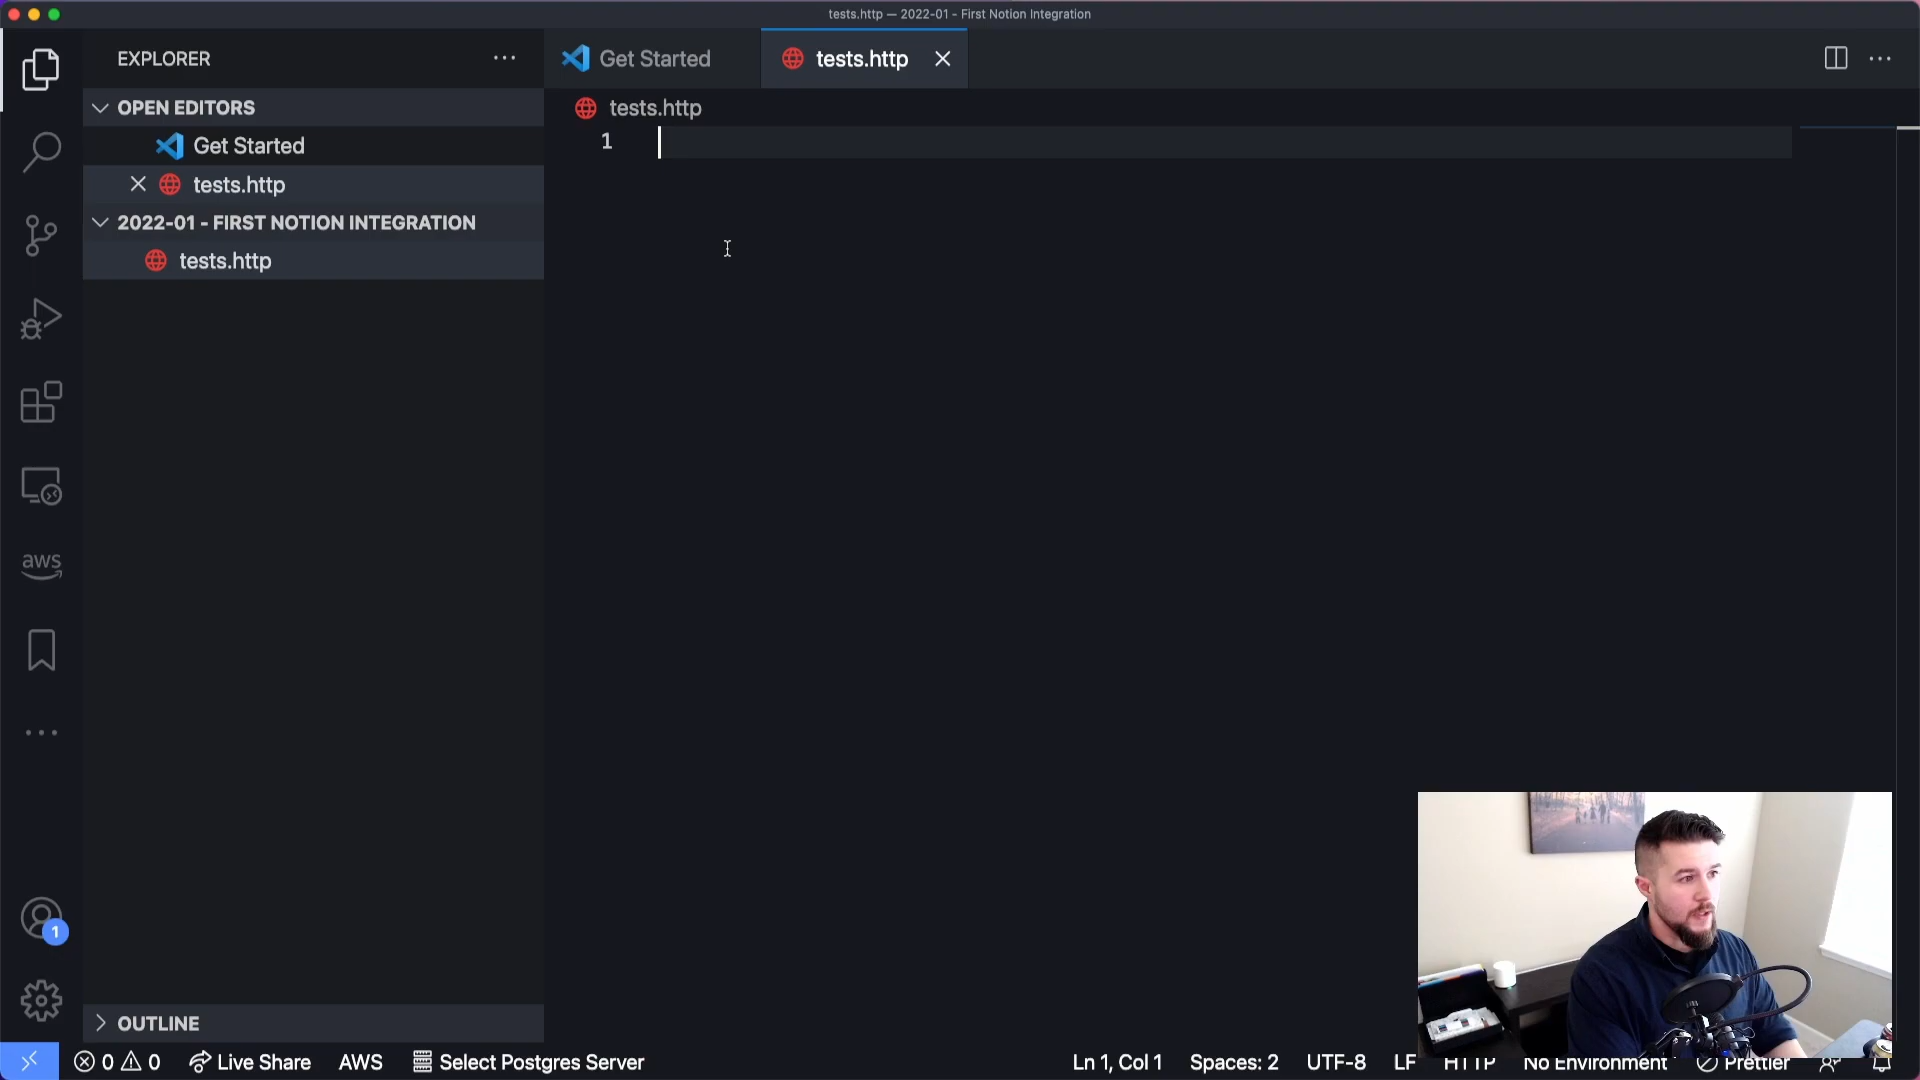 tests.http — 2022-01 - First Notion Integration
EXPLORER
Get Started
tests.http
OPEN EDITORS
tests.http
Get Started
1
tests.http
2022-01 - FIRST NOTION INTEGRATION
tests.http
aws
1
OUTLINE
0 0 Live Share AWS Select Postgres Server
Ln 1, Col 1 Spaces: 2 UTF-8 LF HTTP No Environment Prettier